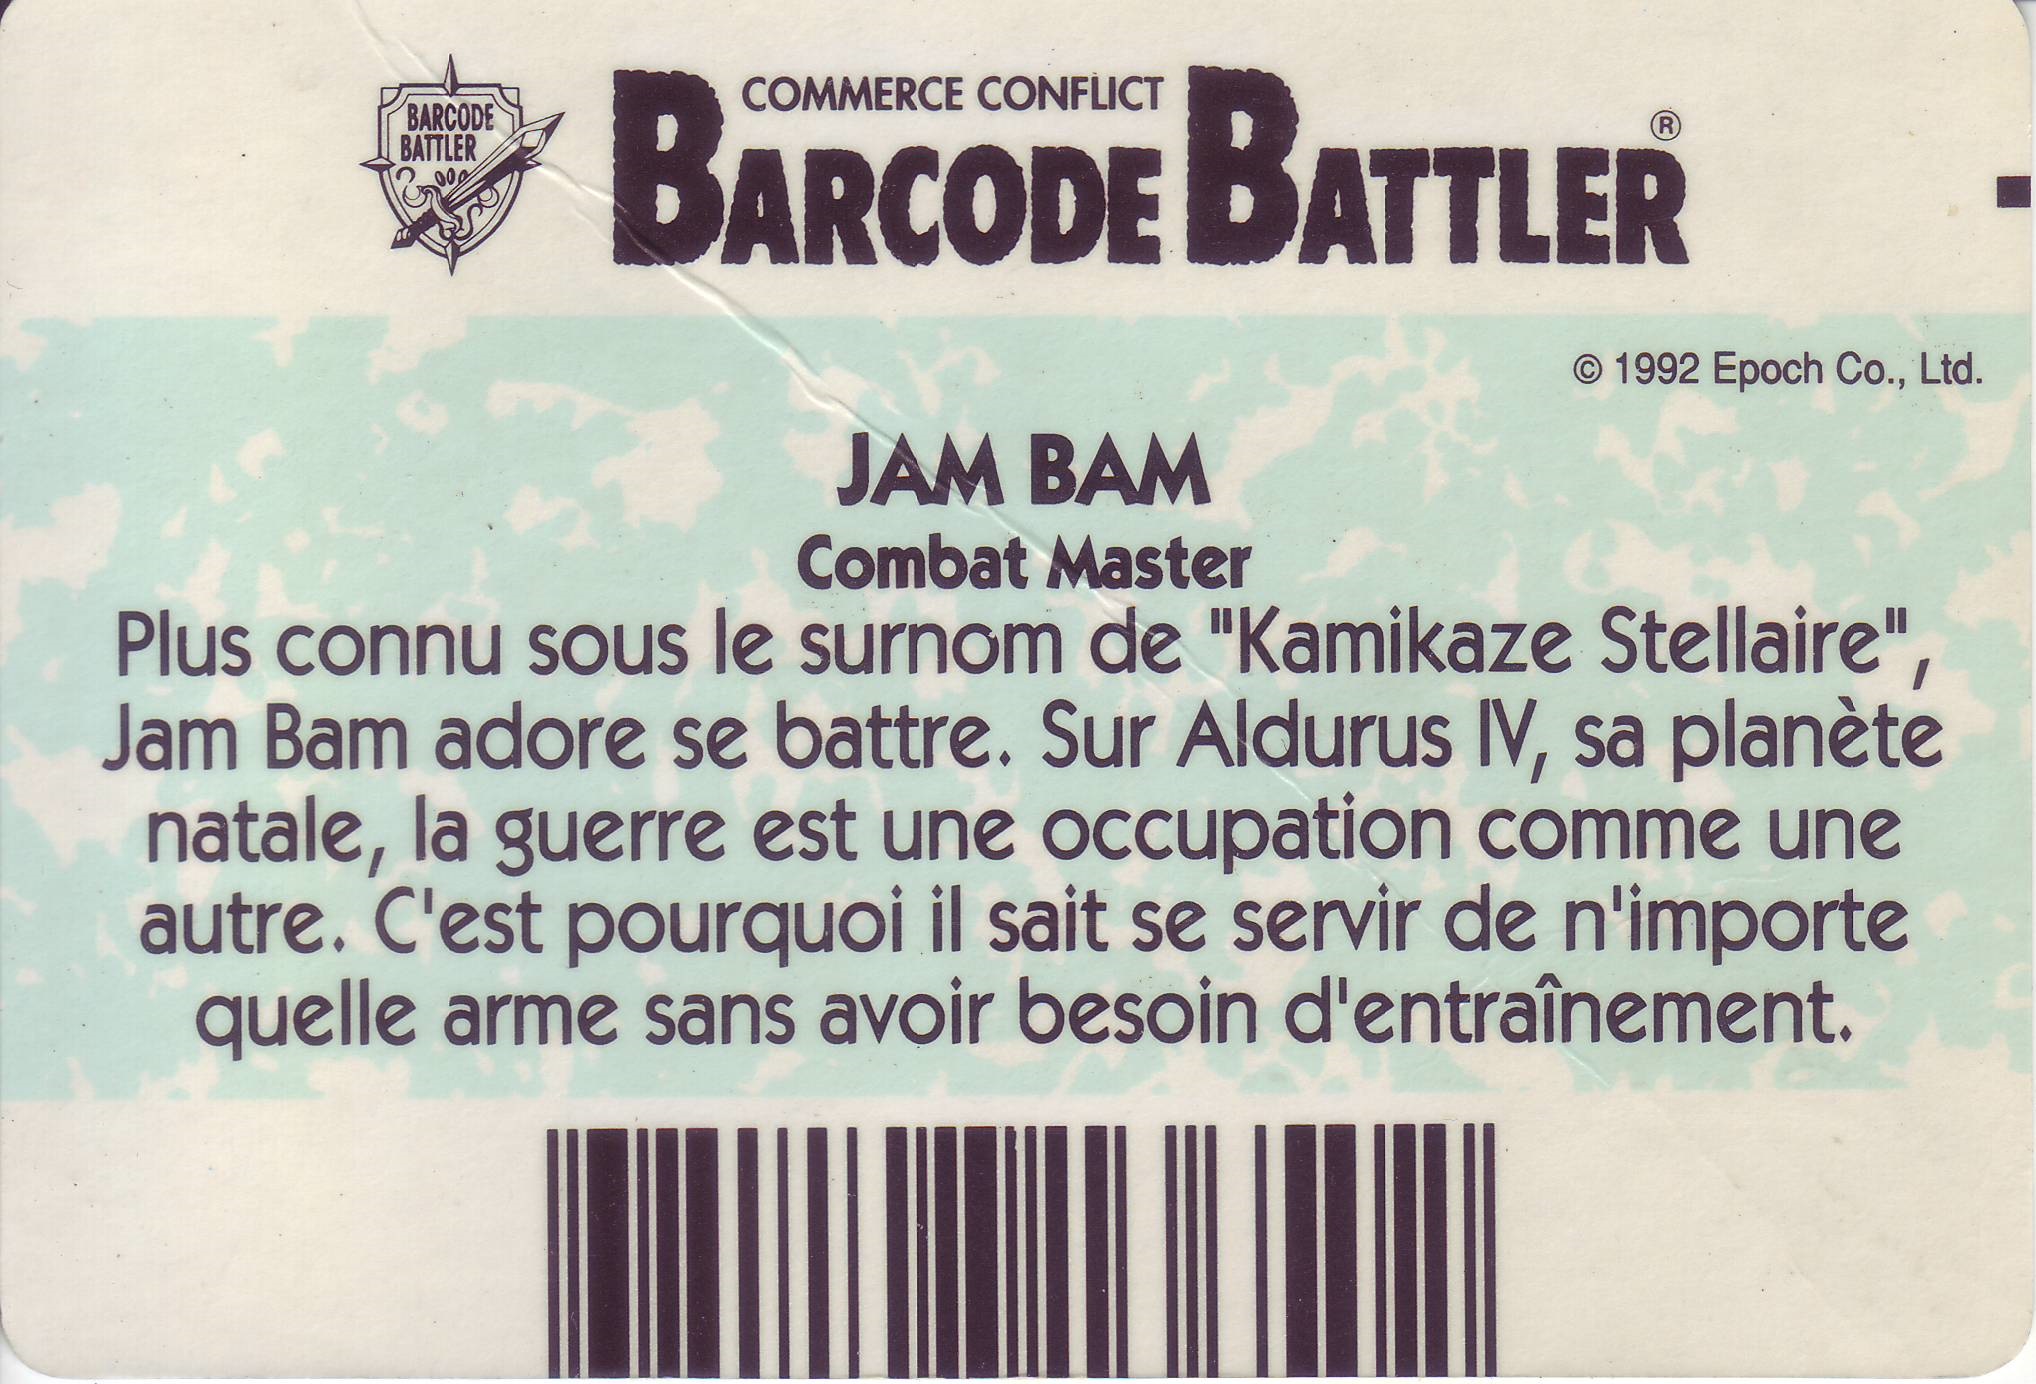 BARCODE
BATTLER
COMMERCE CONFLICT
BARCODE BATTLER®
© 1992 Epoch Co., Ltd.
JAM BAM
Combat Master
Plus connu sous le surnom de "Kamikaze Stellaire",
Jam Bam adore se battre. Sur Aldurus IV, sa planète
natale, la guerre est une occupation comme une
autre. C'est pourquoi il sait se servir de n'importe
quelle arme sans avoir besoin d'entraînement.